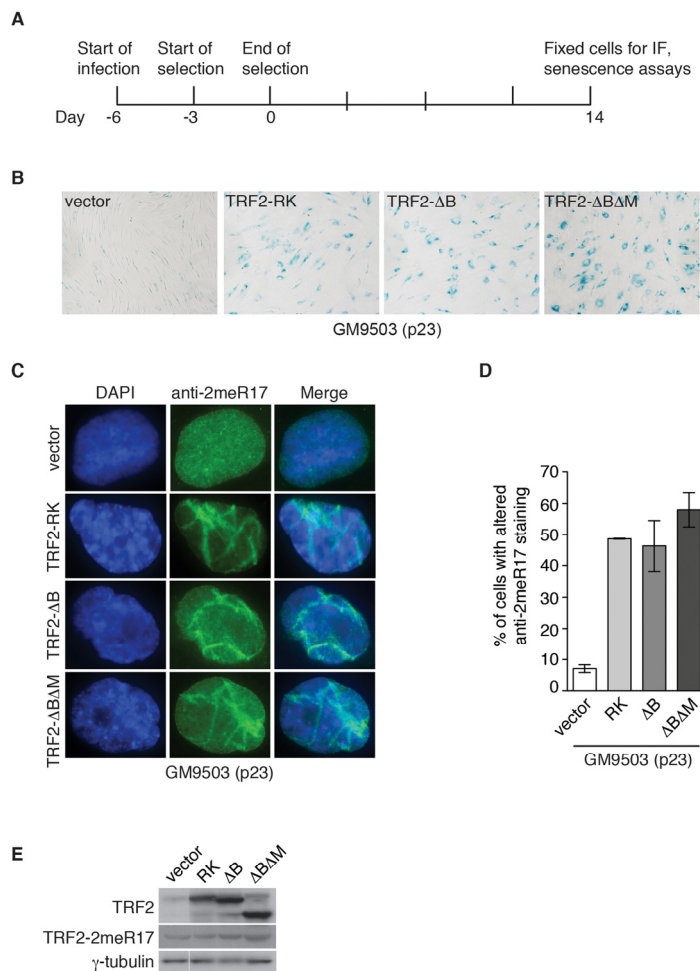 A
Start of Start of End of Fixed cells for IF,
infection selection selection senescence assays
Day -6 -3 0 14
B
vector TRF2-RK TRF2-ΔB TRF2-ΔBΔM
GM9503 (p23)
C
DAPI anti-2meR17 Merge
vector
TRF2-RK
TRF2-ΔB
TRF2-ΔBΔM
GM9503 (p23)
D
% of cells with altered
anti-2meR17 staining
70
60
50
40
30
20
10
0
vector RK ΔB ΔBΔM
GM9503 (p23)
E
vector RK ΔB ΔBΔM
TRF2
TRF2-2meR17
γ-tubulin